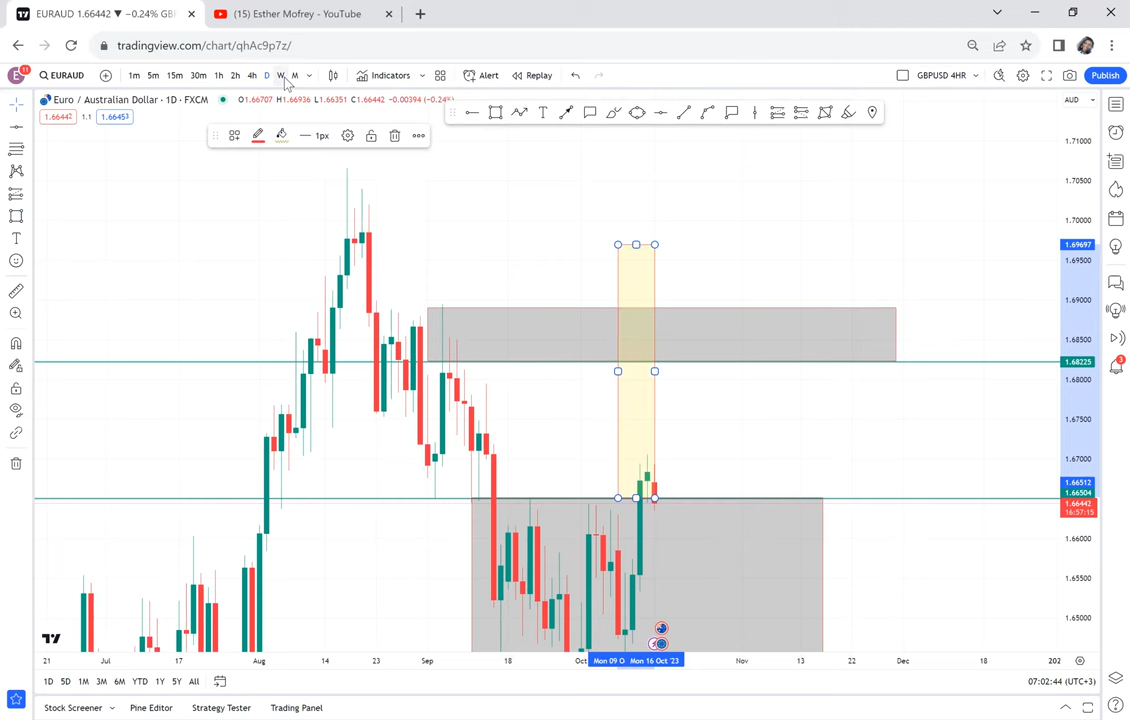 EURAUD 1.66442 ▼ −0.24% GBP
(15) Esther Mofrey - YouTube
tradingview.com/chart/qhAc9p7z/
E 11 EURAUD 1m 5m 15m 30m 1h 2h 4h D W M Indicators Alert Replay GBPUSD 4HR Publish
Euro / Australian Dollar · 1D · FXCM O1.66707 H1.66936 L1.66351 C1.66442 −0.00394 (−0.24%)
AUD
1.66442 1.1 1.66453
1px
1.71000
1.70500
1.70000
1.69697
1.69500
1.69000
1.68500
1.68225
1.68000
1.67500
1.67000
1.66512
1.66504
1.66442
16:57:15
1.66000
1.65500
1.65000
3
21 Jul 17 Aug 14 23 Sep 18 Oct Mon 09 O Mon 16 Oct '23 Nov 13 22 Dec 18 202
1D 5D 1M 3M 6M YTD 1Y 5Y All
07:02:44 (UTC+3)
Stock Screener Pine Editor Strategy Tester Trading Panel